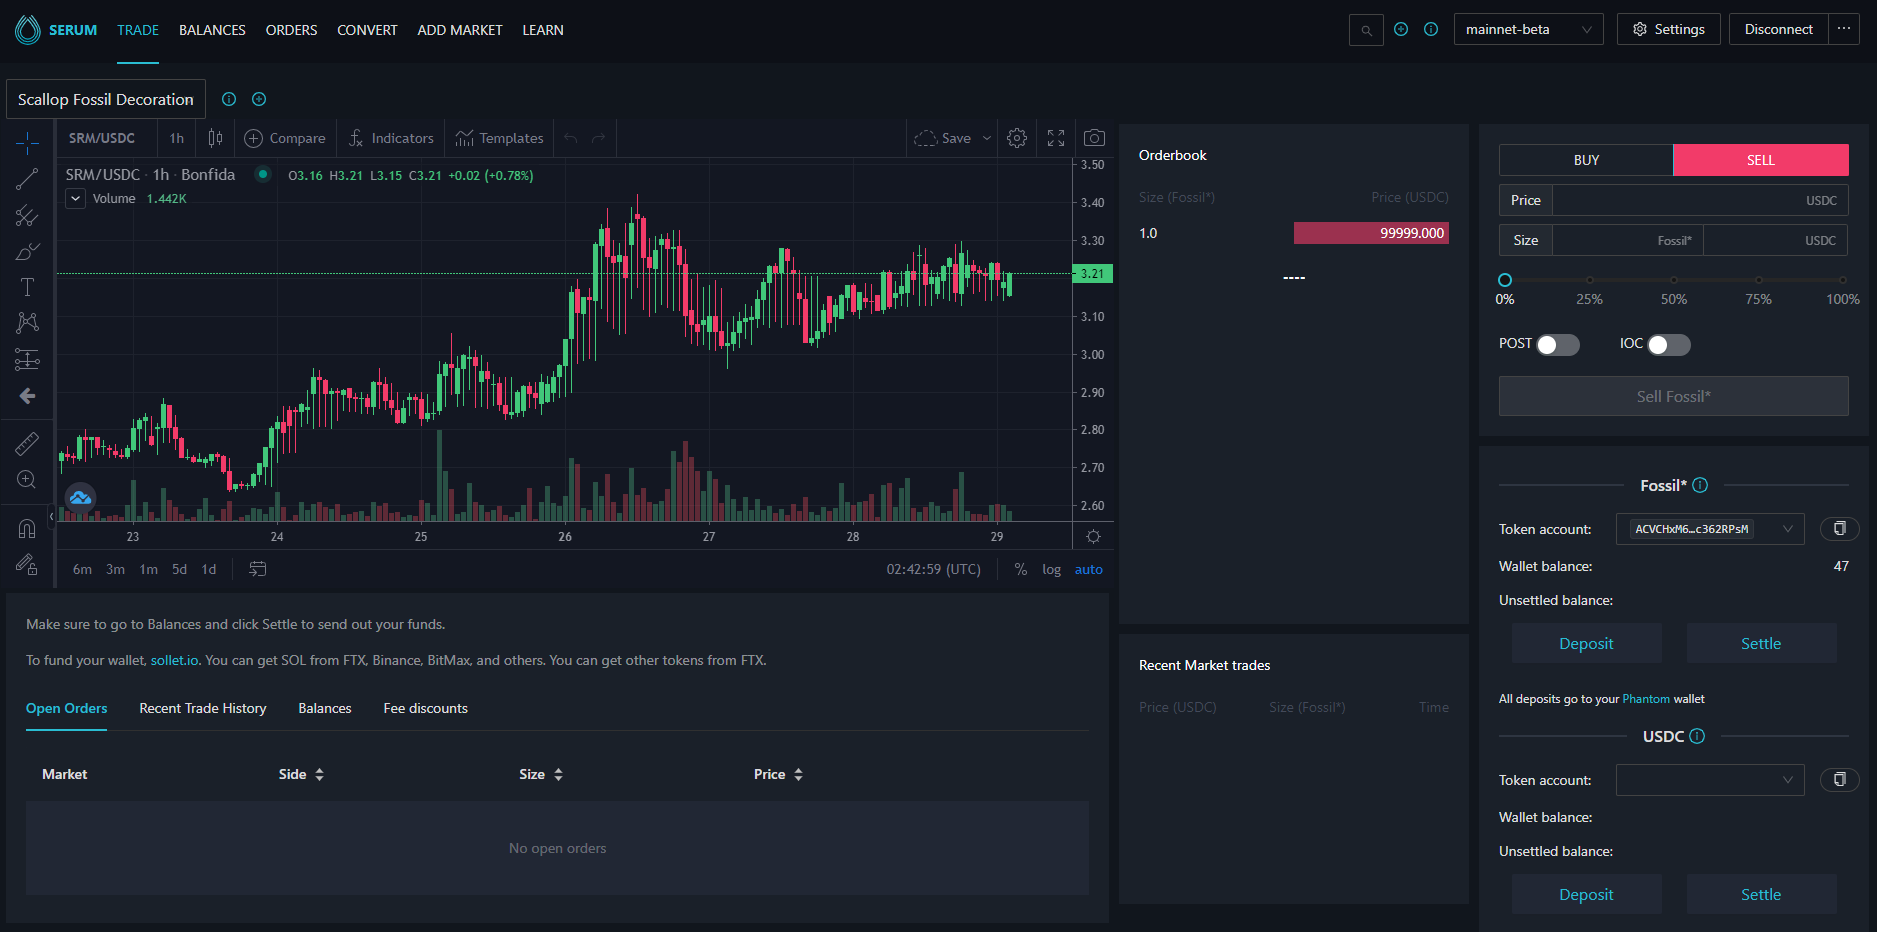 SERUM TRADE BALANCES ORDERS CONVERT ADD MARKET LEARN mainnet-beta Settings Disconnect ...
Scallop Fossil Decoration
SRM/USDC 1h Compare Indicators Templates Save
SRM/USDC · 1h · Bonfida O3.16 H3.21 L3.15 C3.21 +0.02 (+0.78%)
Volume 1.442K
3.50
3.40
3.30
3.21
3.10
3.00
2.90
2.80
2.70
2.60
23 24 25 26 27 28 29
6m 3m 1m 5d 1d 02:42:59 (UTC) % log auto
Orderbook
Size (Fossil*) Price (USDC)
1.0 99999.000
----
BUY SELL
Price USDC
Size Fossil* USDC
0% 25% 50% 75% 100%
POST IOC
Sell Fossil*
Make sure to go to Balances and click Settle to send out your funds.
To fund your wallet, sollet.io. You can get SOL from FTX, Binance, BitMax, and others. You can get other tokens from FTX.
Open Orders Recent Trade History Balances Fee discounts
Market Side Size Price
No open orders
Recent Market trades
Price (USDC) Size (Fossil*) Time
Fossil*
Token account: ACVCHxM6…c362RPsM
Wallet balance: 47
Unsettled balance:
Deposit Settle
All deposits go to your Phantom wallet
USDC
Token account:
Wallet balance:
Unsettled balance:
Deposit Settle